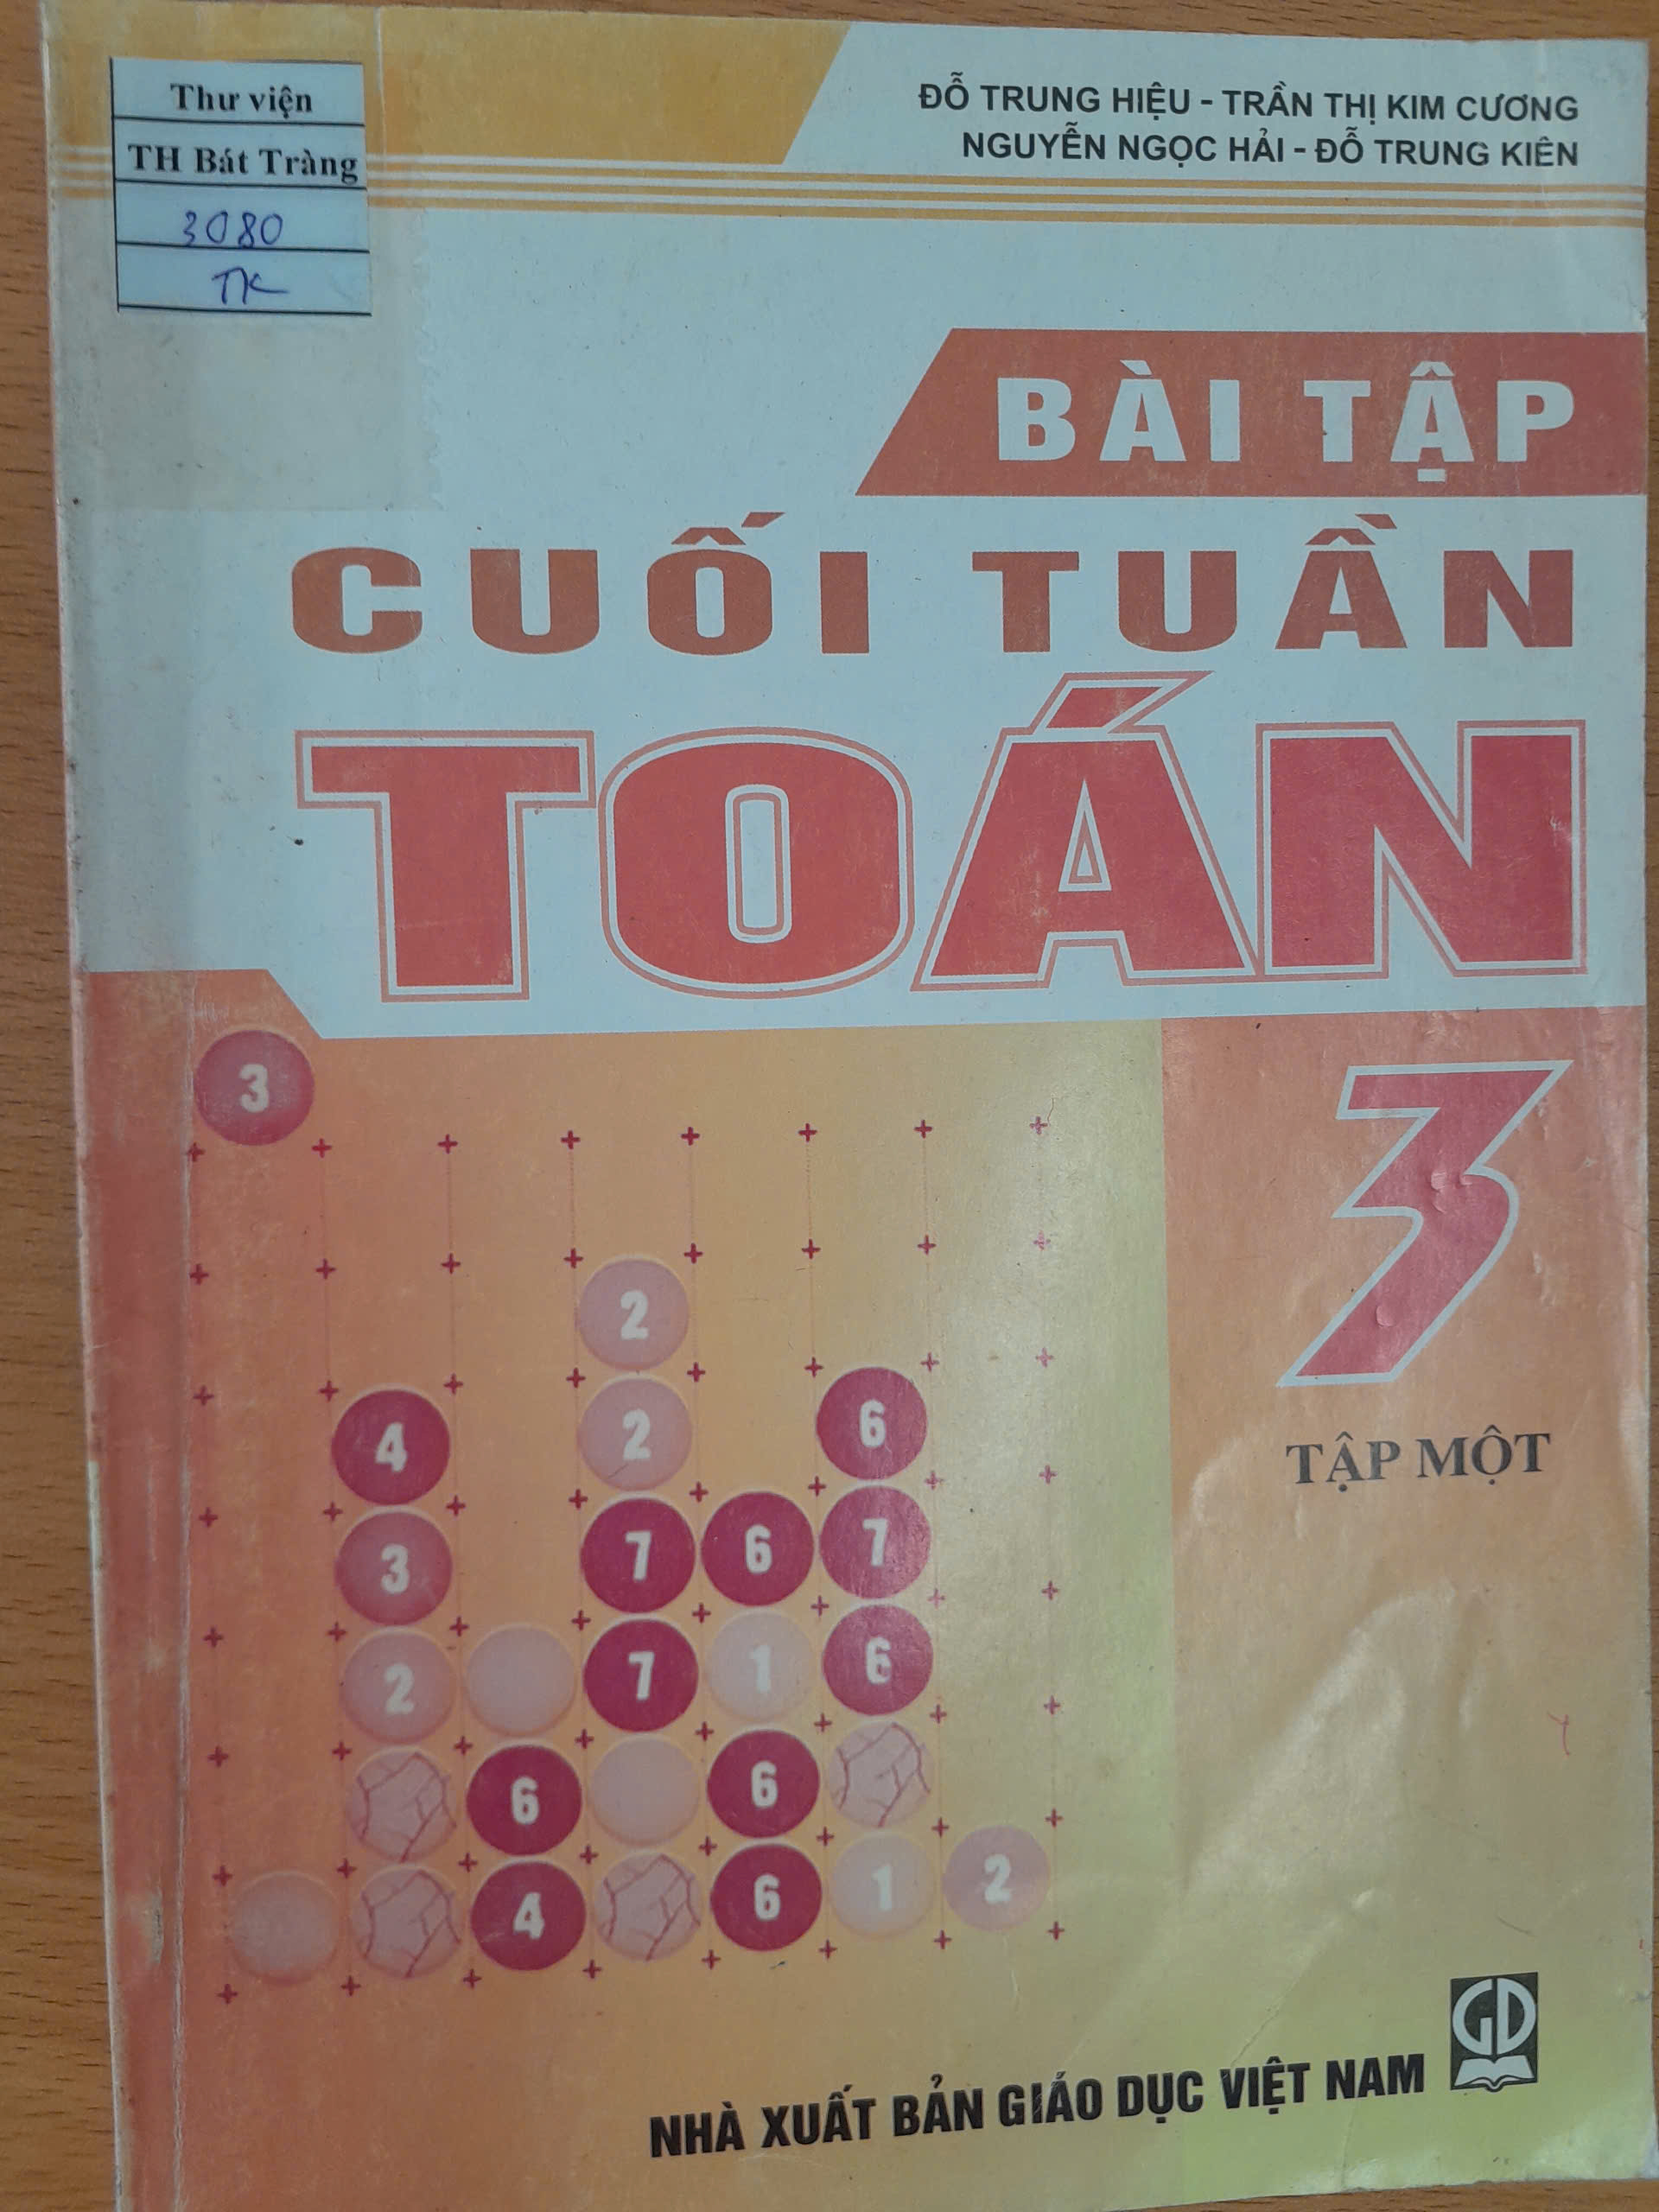 Thư viện
TH Bát Tràng
3080
TK
ĐỖ TRUNG HIỆU - TRẦN THỊ KIM CƯƠNG
NGUYỄN NGỌC HẢI - ĐỖ TRUNG KIÊN
BÀI TẬP
CUỐI TUẦN
TOÁN
3
TẬP MỘT
3
2
4 2 6
3 7 6 7
2 7 1 6
6 6
4 6 1 2
GD
NHÀ XUẤT BẢN GIÁO DỤC VIỆT NAM